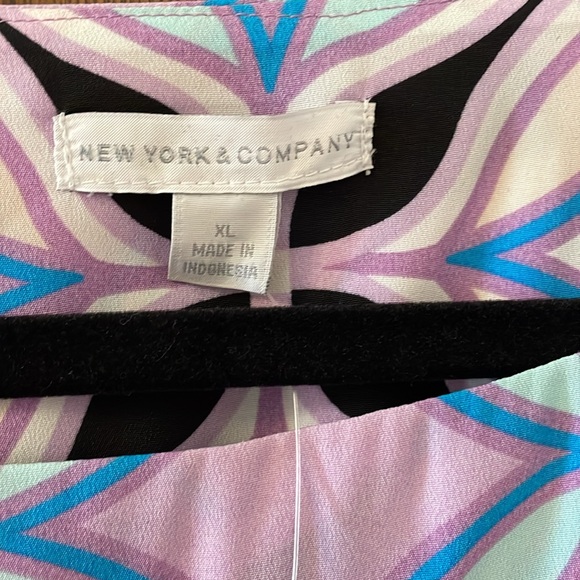 NEW YORK & COMPANY
XL
MADE IN
INDONESIA